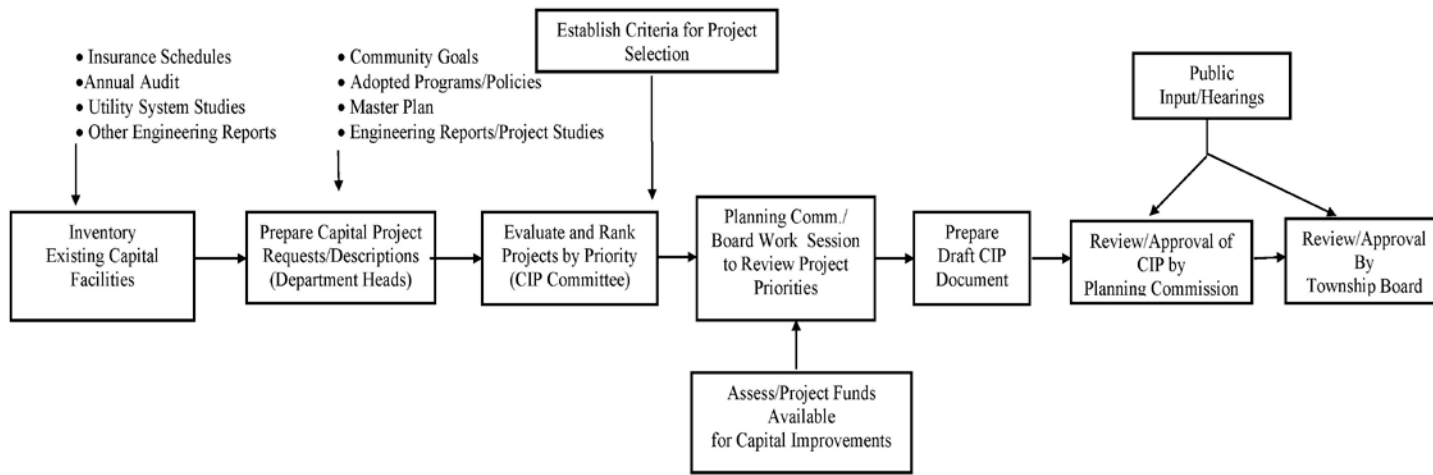 Establish Criteria for Project
Selection
• Insurance Schedules
•Annual Audit
• Utility System Studies
• Other Engineering Reports
• Community Goals
• Adopted Programs/Policies
• Master Plan
• Engineering Reports/Project Studies
Public
Input/Hearings
Inventory
Existing Capital
Facilities
Prepare Capital Project
Requests/Descriptions
(Department Heads)
Evaluate and Rank
Projects by Priority
(CIP Committee)
Planning Comm./
Board Work Session
to Review Project
Priorities
Prepare
Draft CIP
Document
Review/Approval of
CIP by
Planning Commission
Review/Approval
By
Township Board
Assess/Project Funds
Available
for Capital Improvements